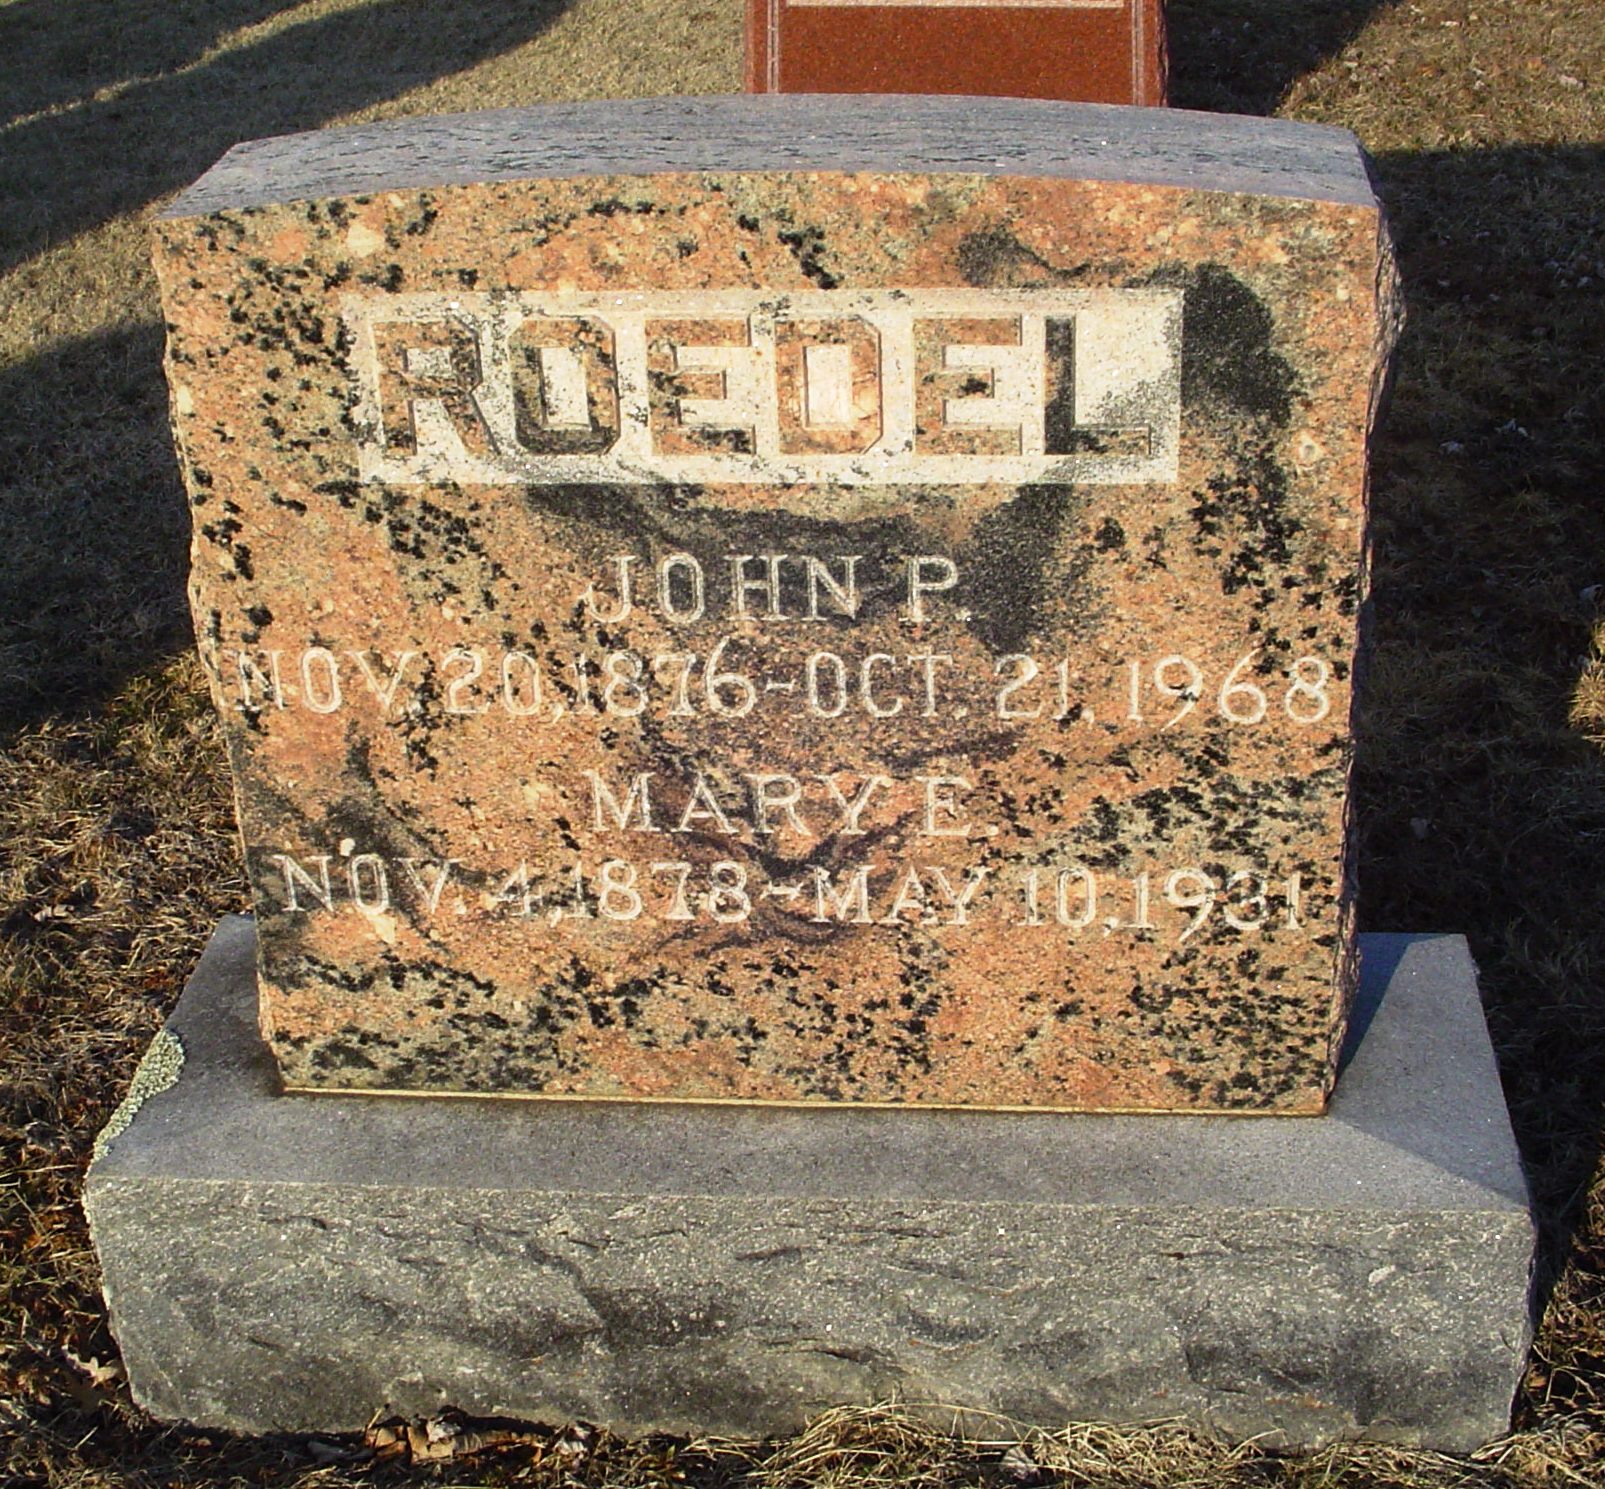 ROEDEL
JOHN P.
NOV. 20, 1876-OCT. 21, 1968
MARY E.
NOV. 4, 1878-MAY 10, 1931